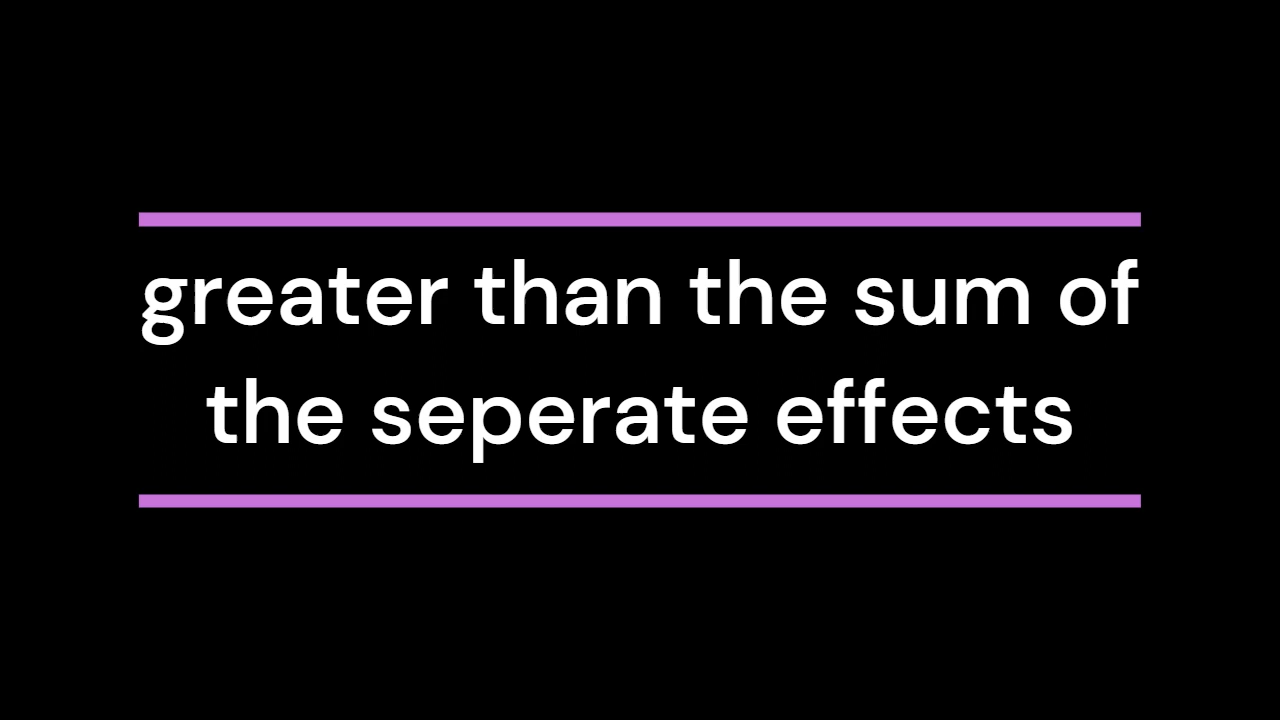 greater than the sum of
the seperate effects